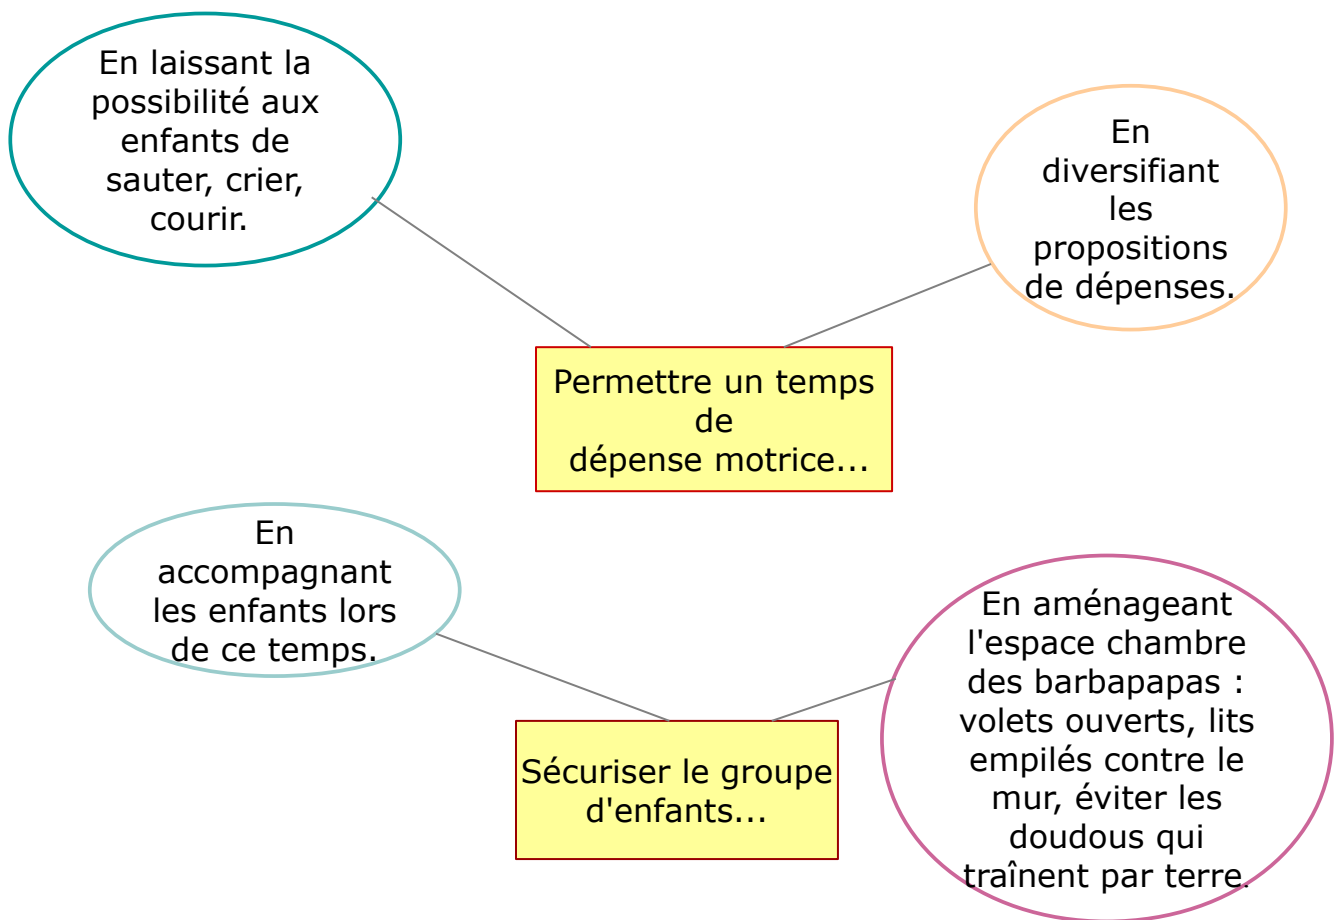 En laissant la
possibilité aux
enfants de
sauter, crier,
courir.
En
diversifiant
les
propositions
de dépenses.
Permettre un temps
de
dépense motrice...
En
accompagnant
les enfants lors
de ce temps.
En aménageant
l'espace chambre
des barbapapas :
volets ouverts, lits
empilés contre le
mur, éviter les
doudous qui
traînent par terre.
Sécuriser le groupe
d'enfants...